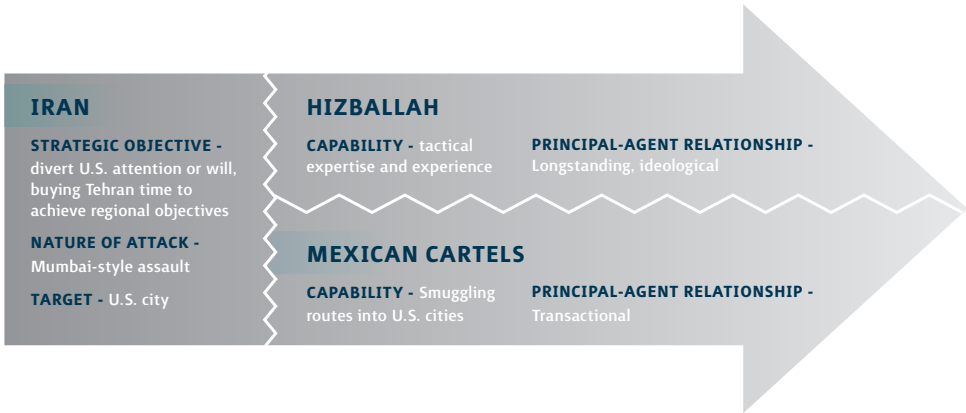 IRAN
STRATEGIC OBJECTIVE -
divert U.S. attention or will,
buying Tehran time to
achieve regional objectives
NATURE OF ATTACK -
Mumbai-style assault
TARGET - U.S. city
HIZBALLAH
CAPABILITY - tactical
expertise and experience
PRINCIPAL-AGENT RELATIONSHIP -
Longstanding, ideological
MEXICAN CARTELS
CAPABILITY - Smuggling
routes into U.S. cities
PRINCIPAL-AGENT RELATIONSHIP -
Transactional